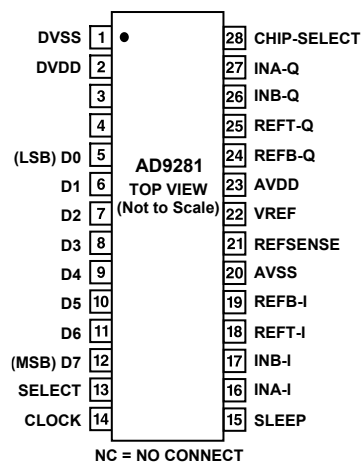 DVSS 1 28 CHIP-SELECT
DVDD 2 27 INA-Q
3 26 INB-Q
4 25 REFT-Q
(LSB) D0 5 24 REFB-Q
D1 6 23 AVDD
D2 7 22 VREF
D3 8 21 REFSENSE
D4 9 20 AVSS
D5 10 19 REFB-I
D6 11 18 REFT-I
(MSB) D7 12 17 INB-I
SELECT 13 16 INA-I
CLOCK 14 15 SLEEP
AD9281
TOP VIEW
(Not to Scale)
NC = NO CONNECT